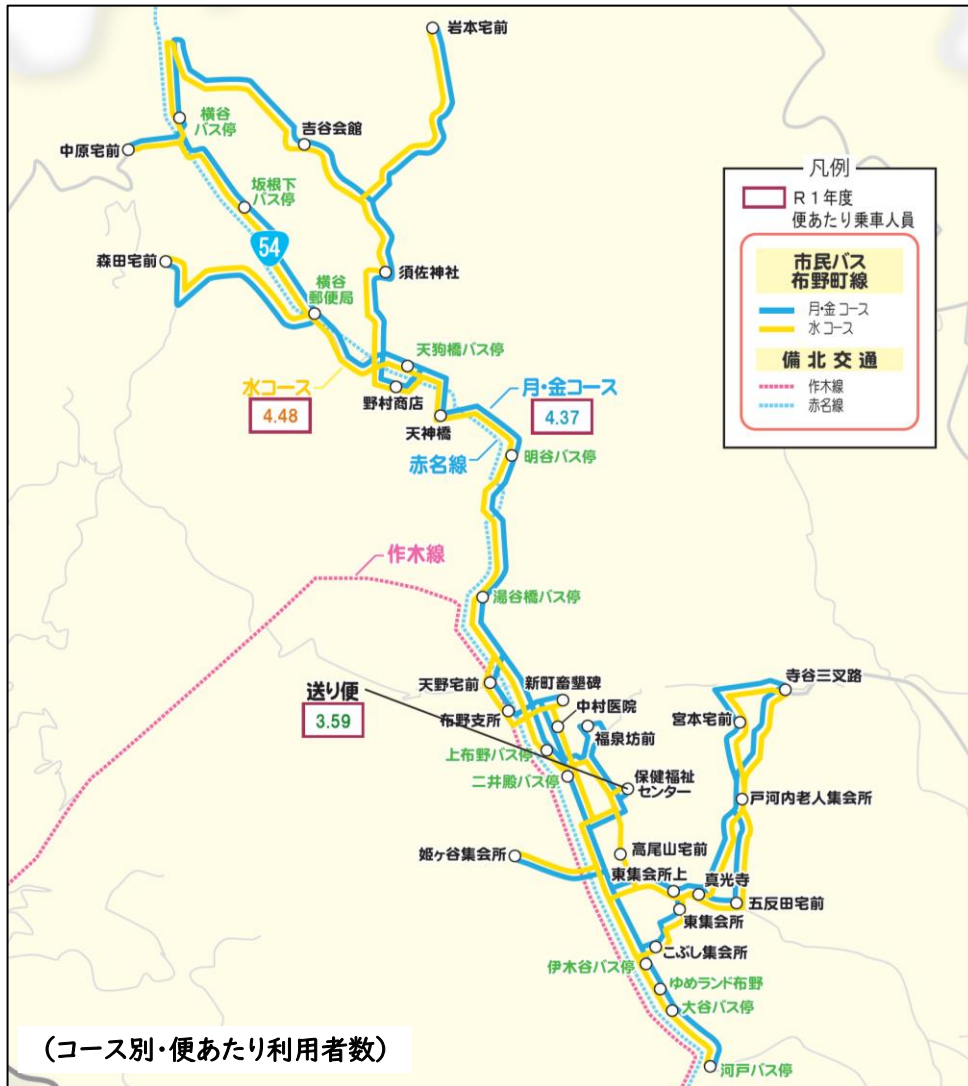 岩本宅前
横谷
バス停
吉谷会館
中原宅前
坂根下
バス停
54
森田宅前
須佐神社
横谷
郵便局
天狗橋バス停
水コース
4.48
野村商店
月・金コース
4.37
天神橋
赤名線
明谷バス停
作木線
湯谷橋バス停
寺谷三叉路
天野宅前
新町畜墾碑
送り便
3.59
布野支所
中村医院
福泉坊前
宮本宅前
上布野バス停
二井殿バス停
保健福祉
センター
戸河内老人集会所
姫ヶ谷集会所
高尾山宅前
東集会所上
真光寺
五反田宅前
東集会所
こぶし集会所
伊木谷バス停
ゆめランド布野
大谷バス停
河戸バス停
凡例
R1年度
便あたり乗車人員
市民バス
布野町線
月・金コース
水コース
備北交通
作木線
赤名線
(コース別・便あたり利用者数)